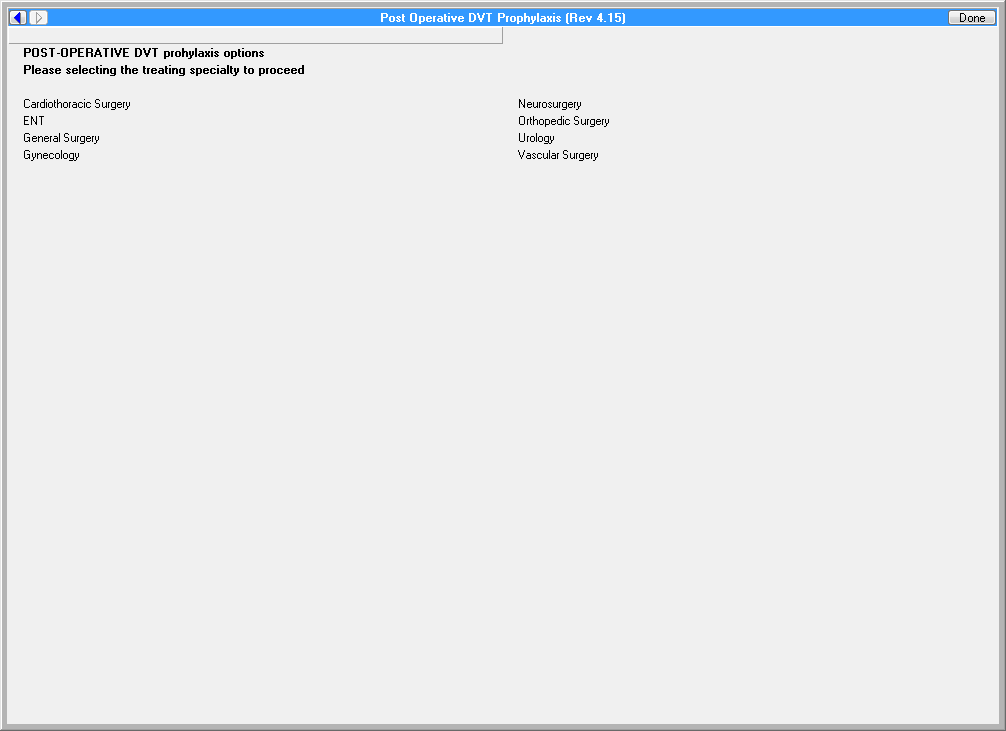 Post Operative DVT Prophylaxis (Rev 4.15)
Done
POST-OPERATIVE DVT prohylaxis options
Please selecting the treating specialty to proceed
Cardiothoracic Surgery
ENT
General Surgery
Gynecology
Neurosurgery
Orthopedic Surgery
Urology
Vascular Surgery